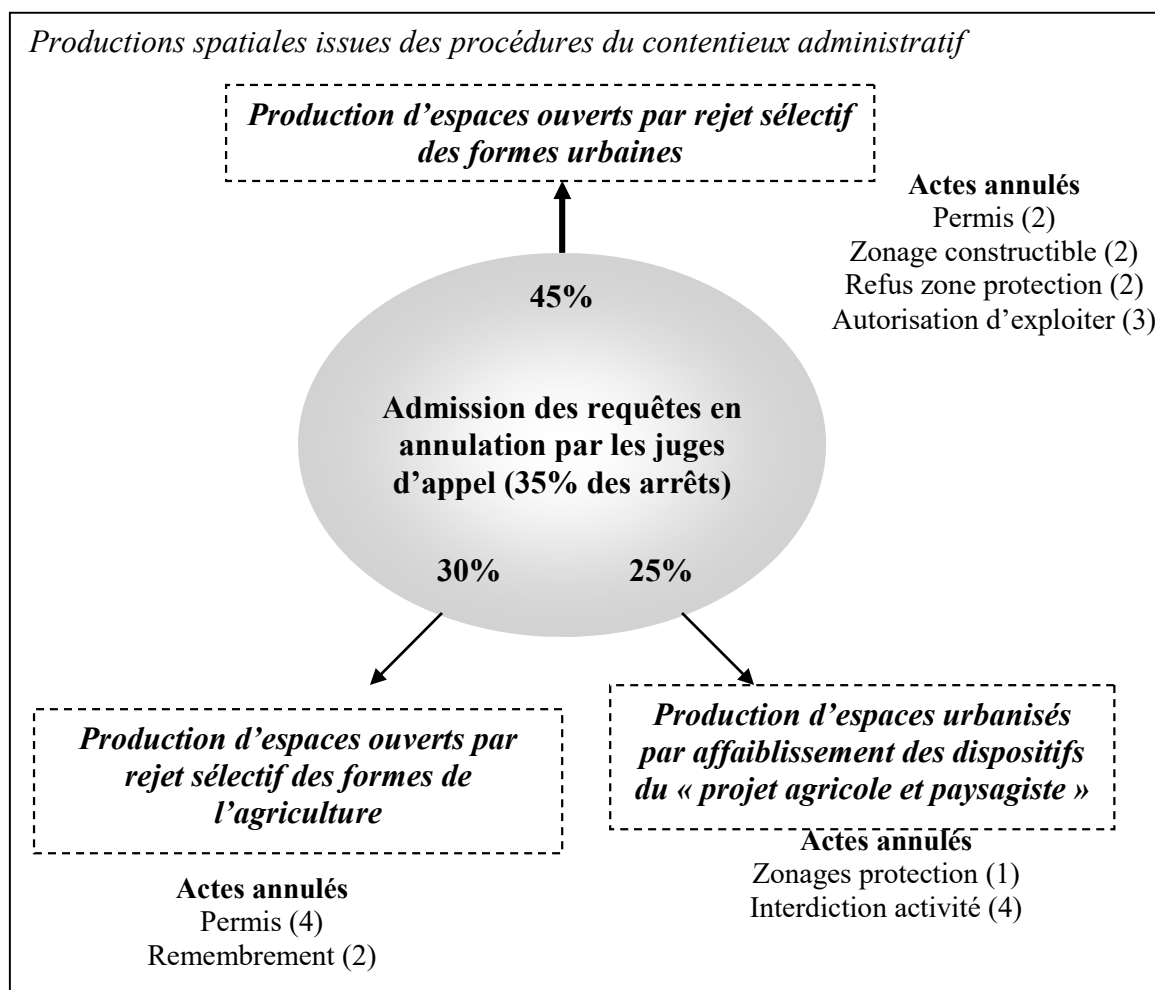 Productions spatiales issues des procédures du contentieux administratif
Production d’espaces ouverts par rejet sélectif
des formes urbaines
Actes annulés
Permis (2)
Zonage constructible (2)
Refus zone protection (2)
Autorisation d’exploiter (3)
45%
Admission des requêtes en
annulation par les juges
d’appel (35% des arrêts)
30%
25%
Production d’espaces ouverts par
rejet sélectif des formes de
l’agriculture
Actes annulés
Permis (4)
Remembrement (2)
Production d’espaces urbanisés
par affaiblissement des dispositifs
du « projet agricole et paysagiste »
Actes annulés
Zonages protection (1)
Interdiction activité (4)